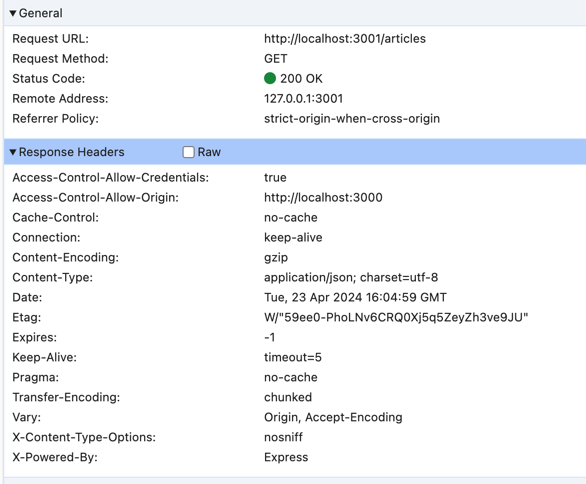 General
Request URL: http://localhost:3001/articles
Request Method: GET
Status Code: 200 OK
Remote Address: 127.0.0.1:3001
Referrer Policy: strict-origin-when-cross-origin
Response Headers Raw
Access-Control-Allow-Credentials: true
Access-Control-Allow-Origin: http://localhost:3000
Cache-Control: no-cache
Connection: keep-alive
Content-Encoding: gzip
Content-Type: application/json; charset=utf-8
Date: Tue, 23 Apr 2024 16:04:59 GMT
Etag: W/"59ee0-PhoLNv6CRQ0Xj5q5ZeyZh3ve9JU"
Expires: -1
Keep-Alive: timeout=5
Pragma: no-cache
Transfer-Encoding: chunked
Vary: Origin, Accept-Encoding
X-Content-Type-Options: nosniff
X-Powered-By: Express